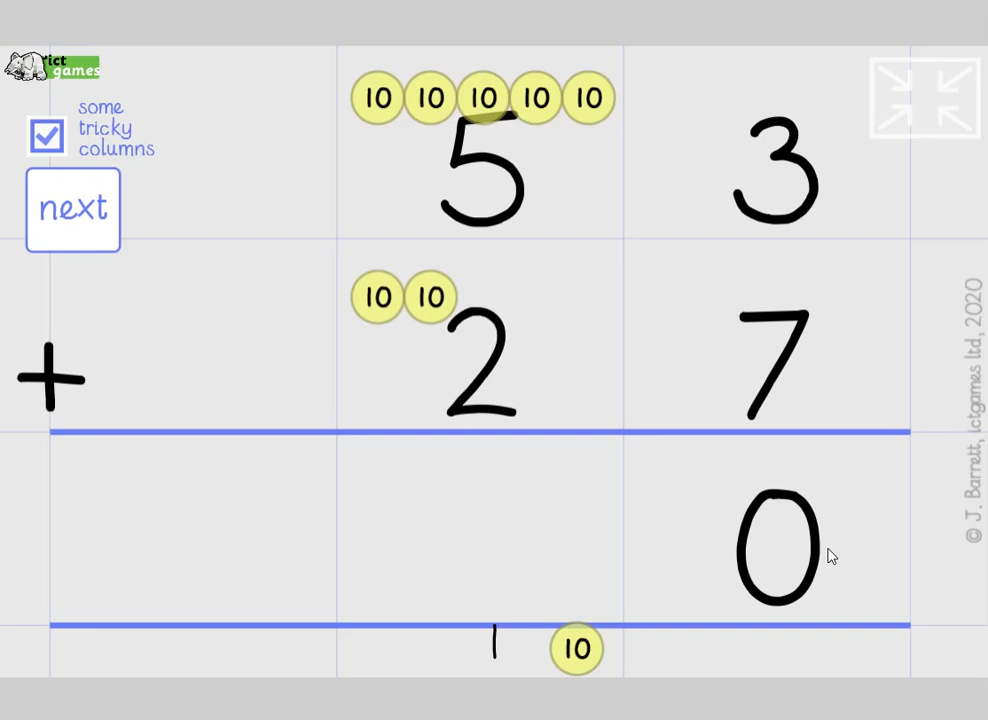 ict
games
some
tricky
columns
next
10 10 10 10 10
5 3
10 10
+ 2 7
0
1 10
© J. Barrett, ictgames ltd, 2020